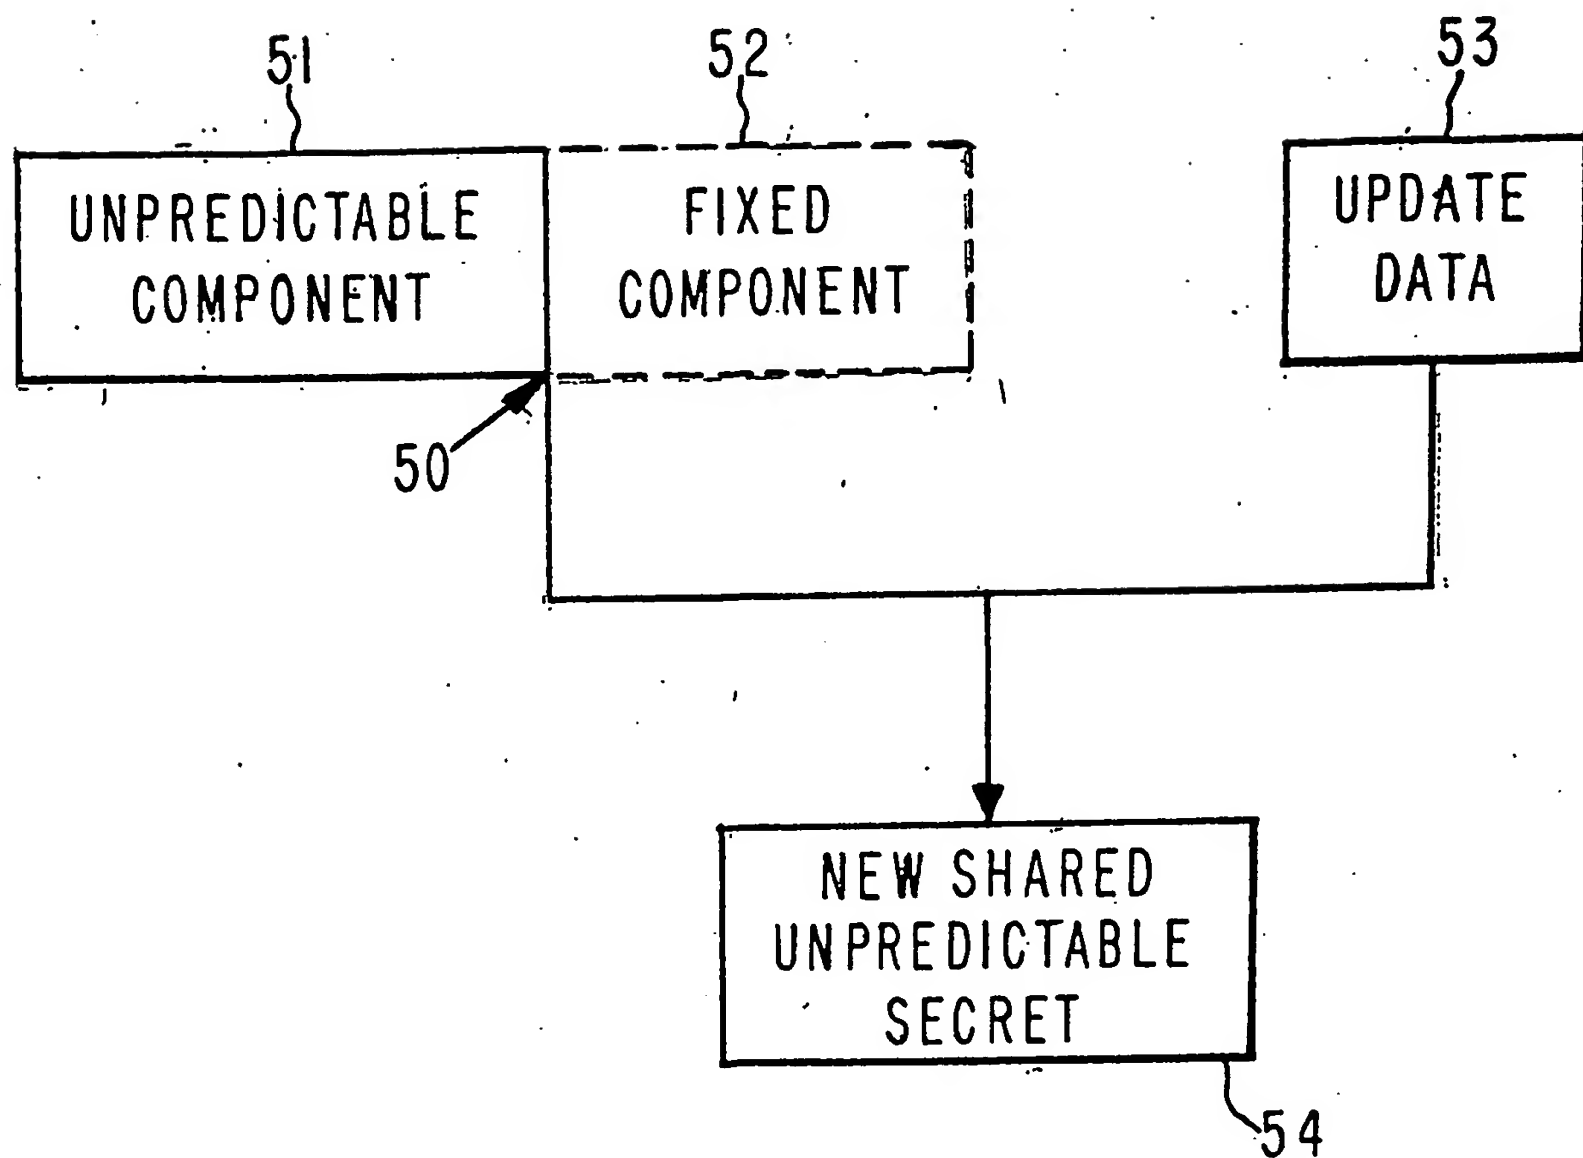 51
52
53
UNPREDICTABLE
COMPONENT
FIXED
COMPONENT
UPDATE
DATA
50
NEW SHARED
UNPREDICTABLE
SECRET
54